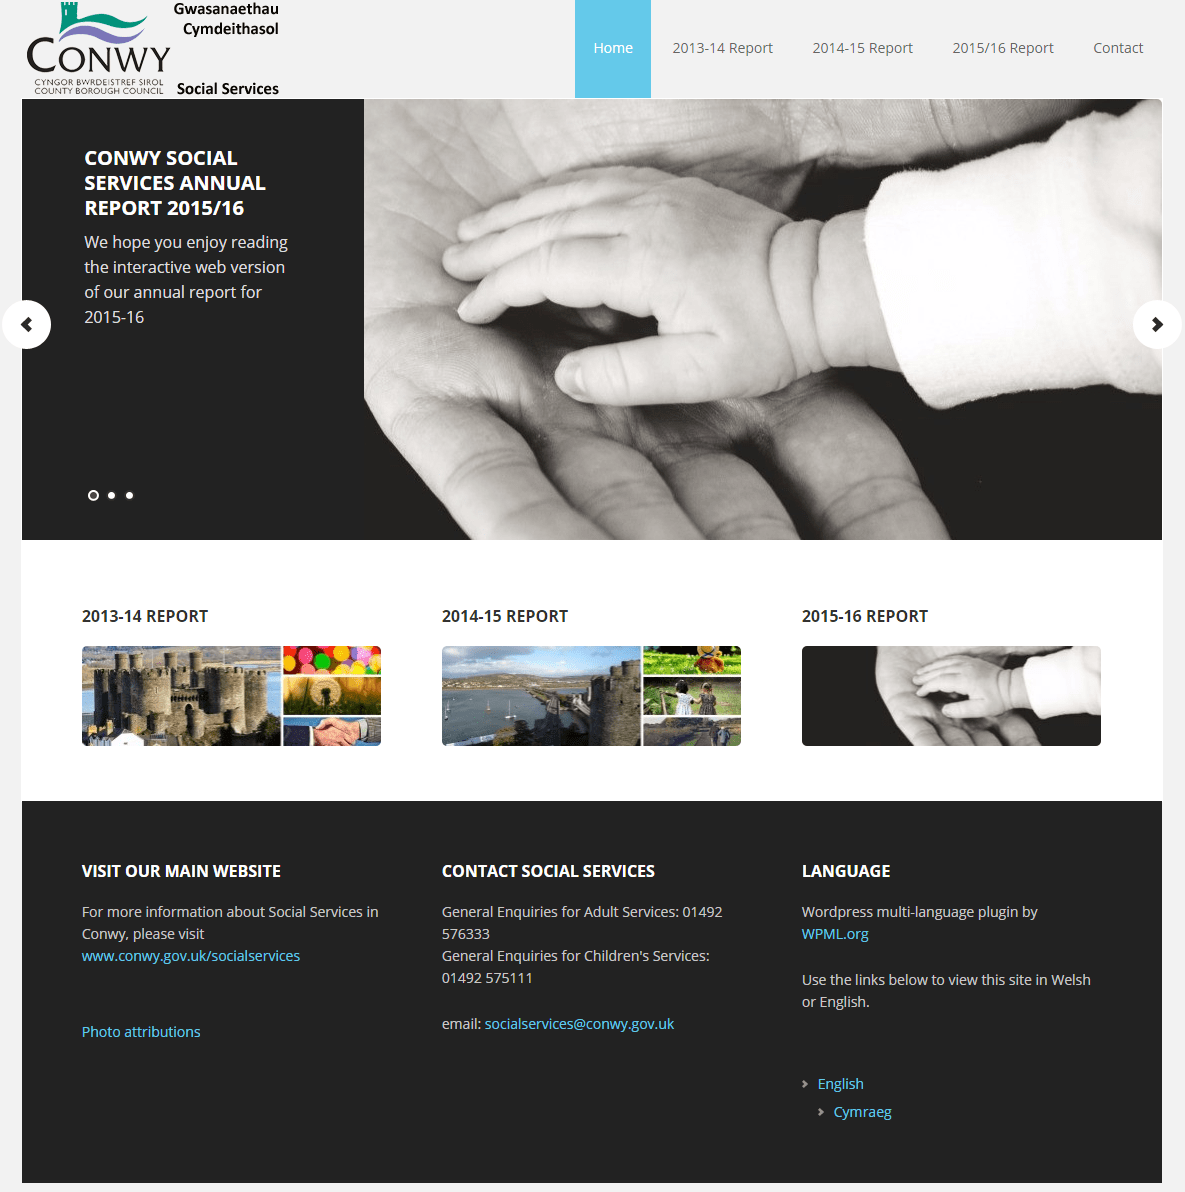 Gwasanaethau
Cymdeithasol
CONWY
CYNGOR BWRDEISTREF SIROL
COUNTY BOROUGH COUNCIL
Social Services
Home
2013-14 Report
2014-15 Report
2015/16 Report
Contact
CONWY SOCIAL
SERVICES ANNUAL
REPORT 2015/16
We hope you enjoy reading
the interactive web version
of our annual report for
2015-16
2013-14 REPORT
2014-15 REPORT
2015-16 REPORT
VISIT OUR MAIN WEBSITE
For more information about Social Services in
Conwy, please visit
www.conwy.gov.uk/socialservices
Photo attributions
CONTACT SOCIAL SERVICES
General Enquiries for Adult Services: 01492
576333
General Enquiries for Children's Services:
01492 575111
email: socialservices@conwy.gov.uk
LANGUAGE
Wordpress multi-language plugin by
WPML.org
Use the links below to view this site in Welsh
or English.
English
Cymraeg